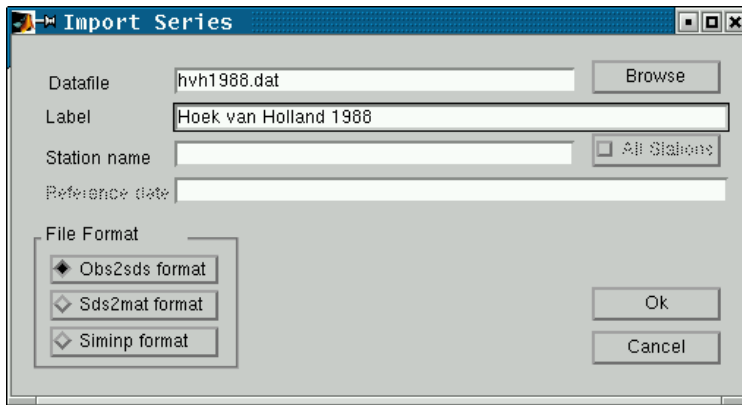 Import Series
Datafile hvh1988.dat Browse
Label Hoek van Holland 1988
Station name All Stations
Reference date
File Format
Obs2sds format
Sds2mat format
Siminp format
Ok
Cancel